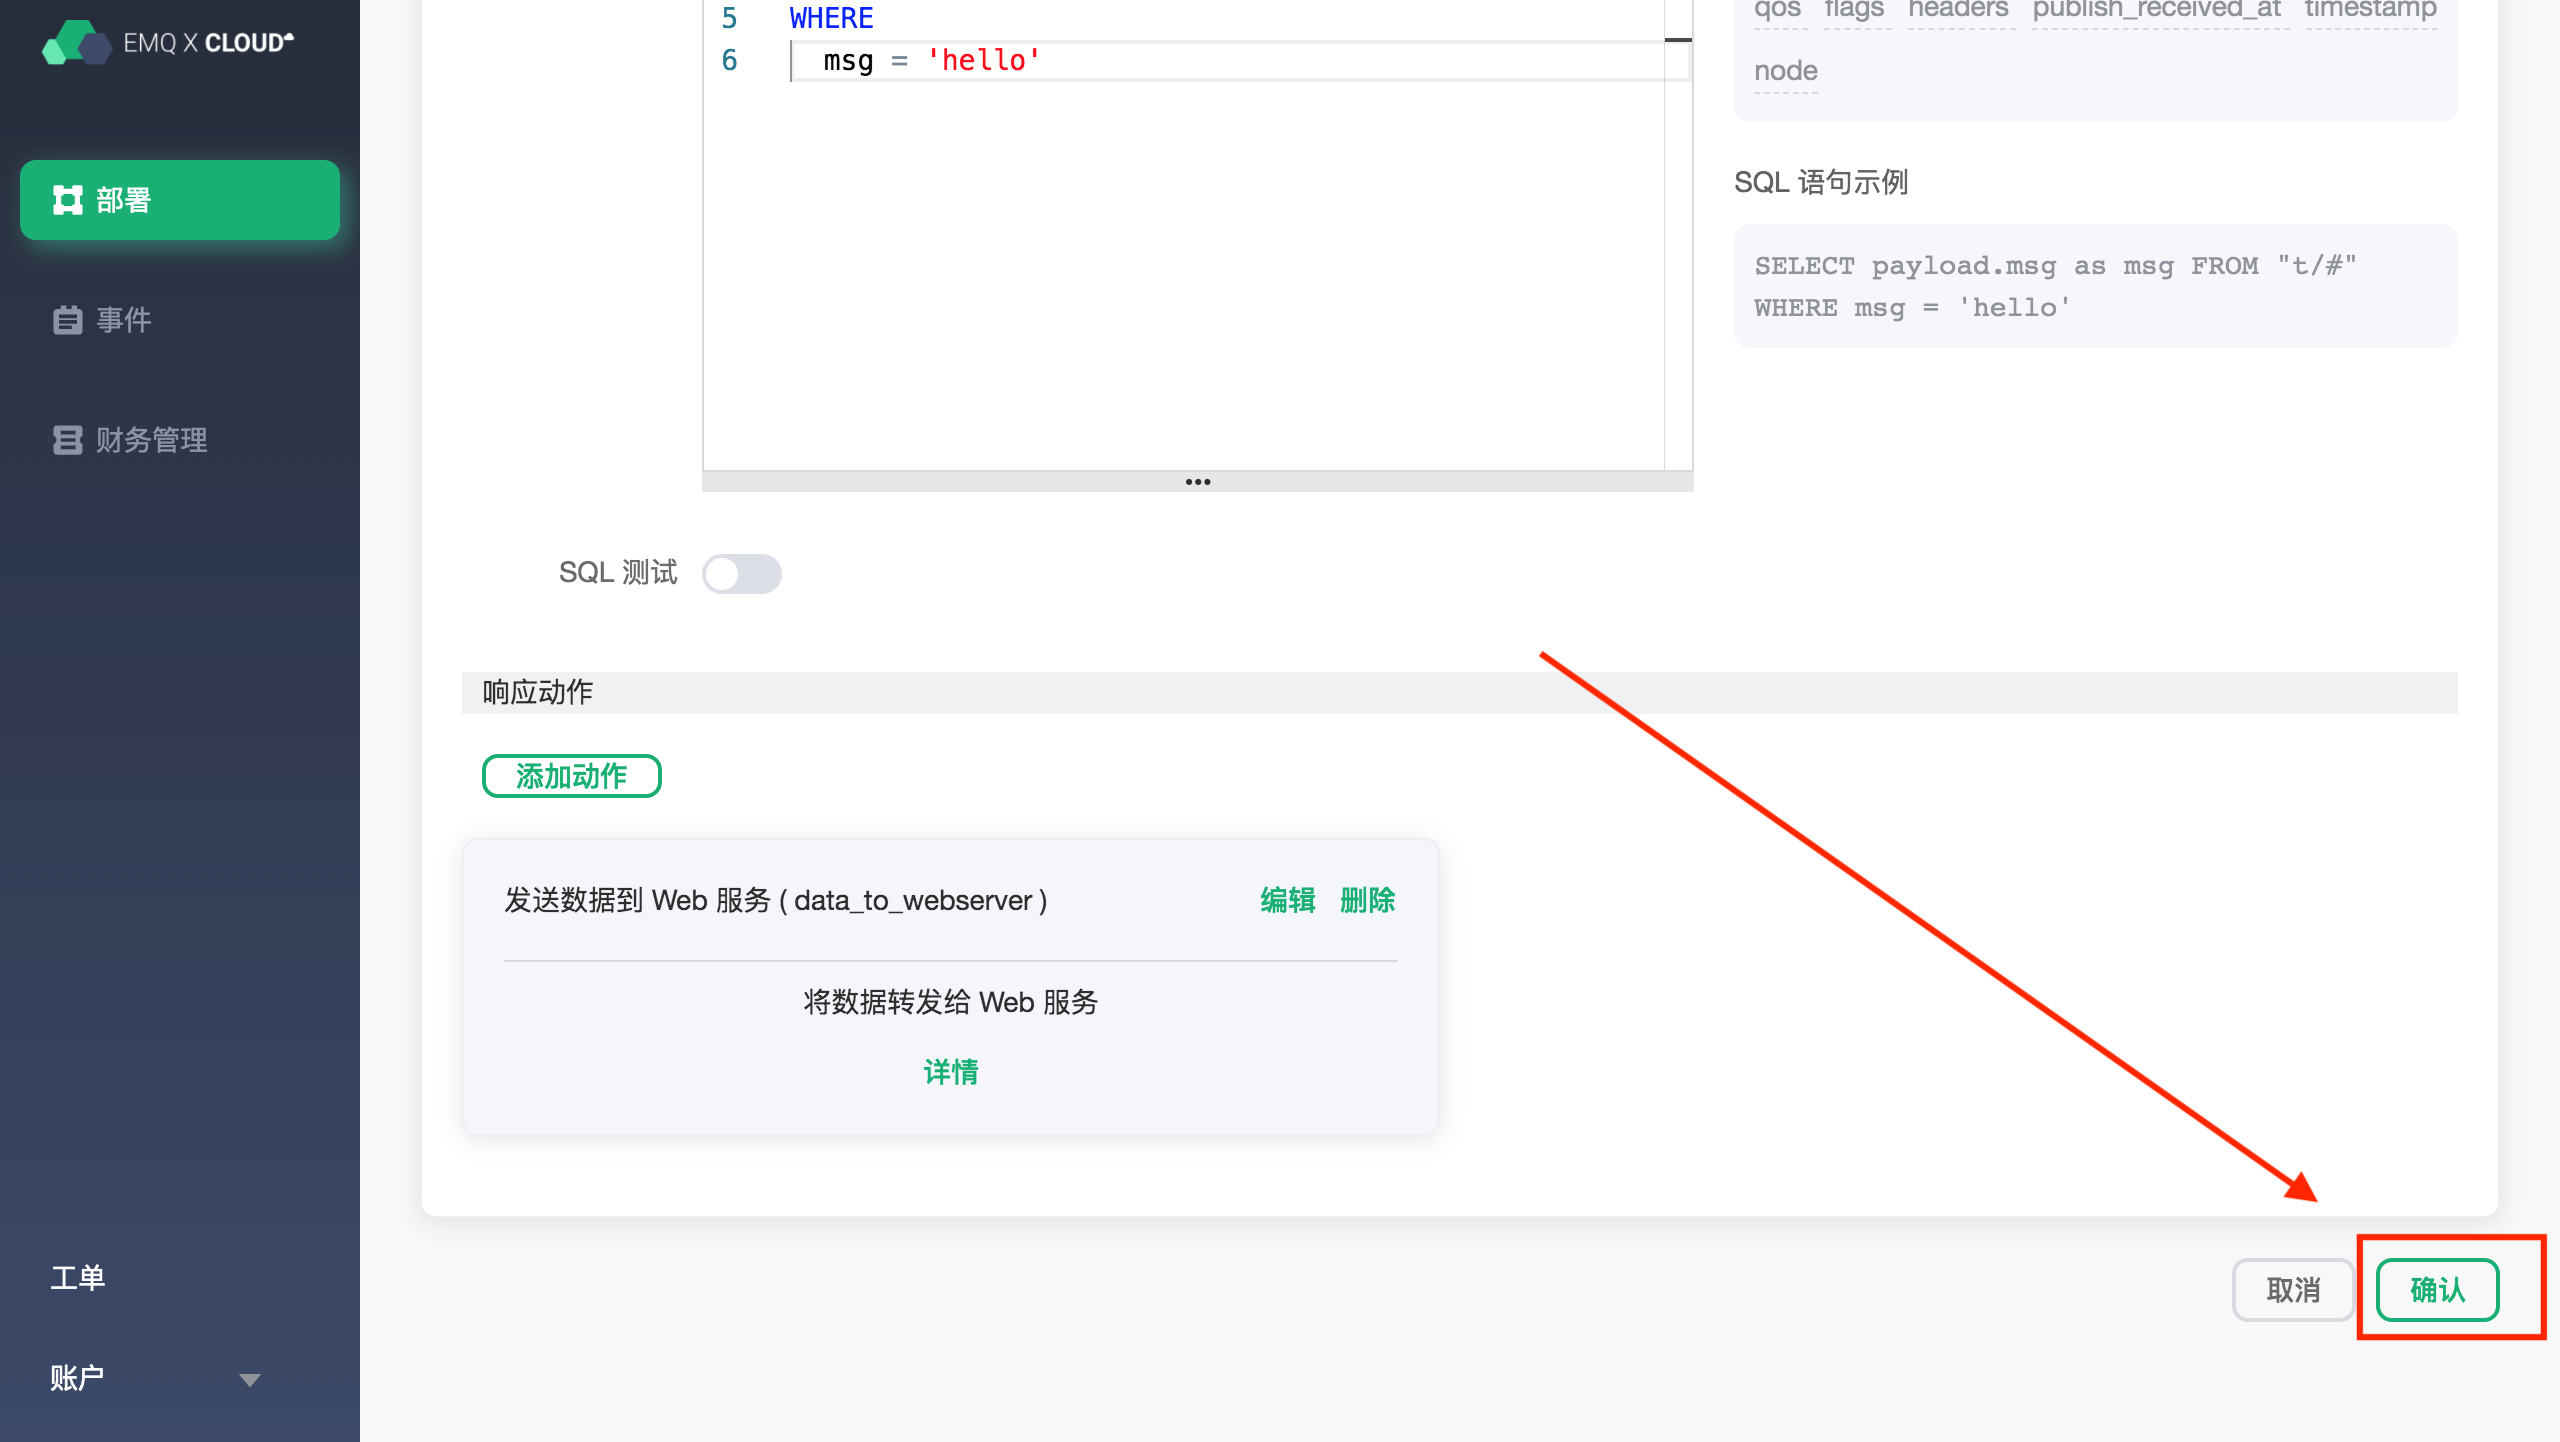 EMQ X CLOUD
部署
事件
财务管理
工单
账户
5 WHERE
6 msg = 'hello'
•••
qos flags headers publish_received_at timestamp
node
SQL 语句示例
SELECT payload.msg as msg FROM "t/#"
WHERE msg = 'hello'
SQL 测试
响应动作
添加动作
发送数据到 Web 服务 ( data_to_webserver ) 编辑 删除
将数据转发给 Web 服务
详情
取消 确认